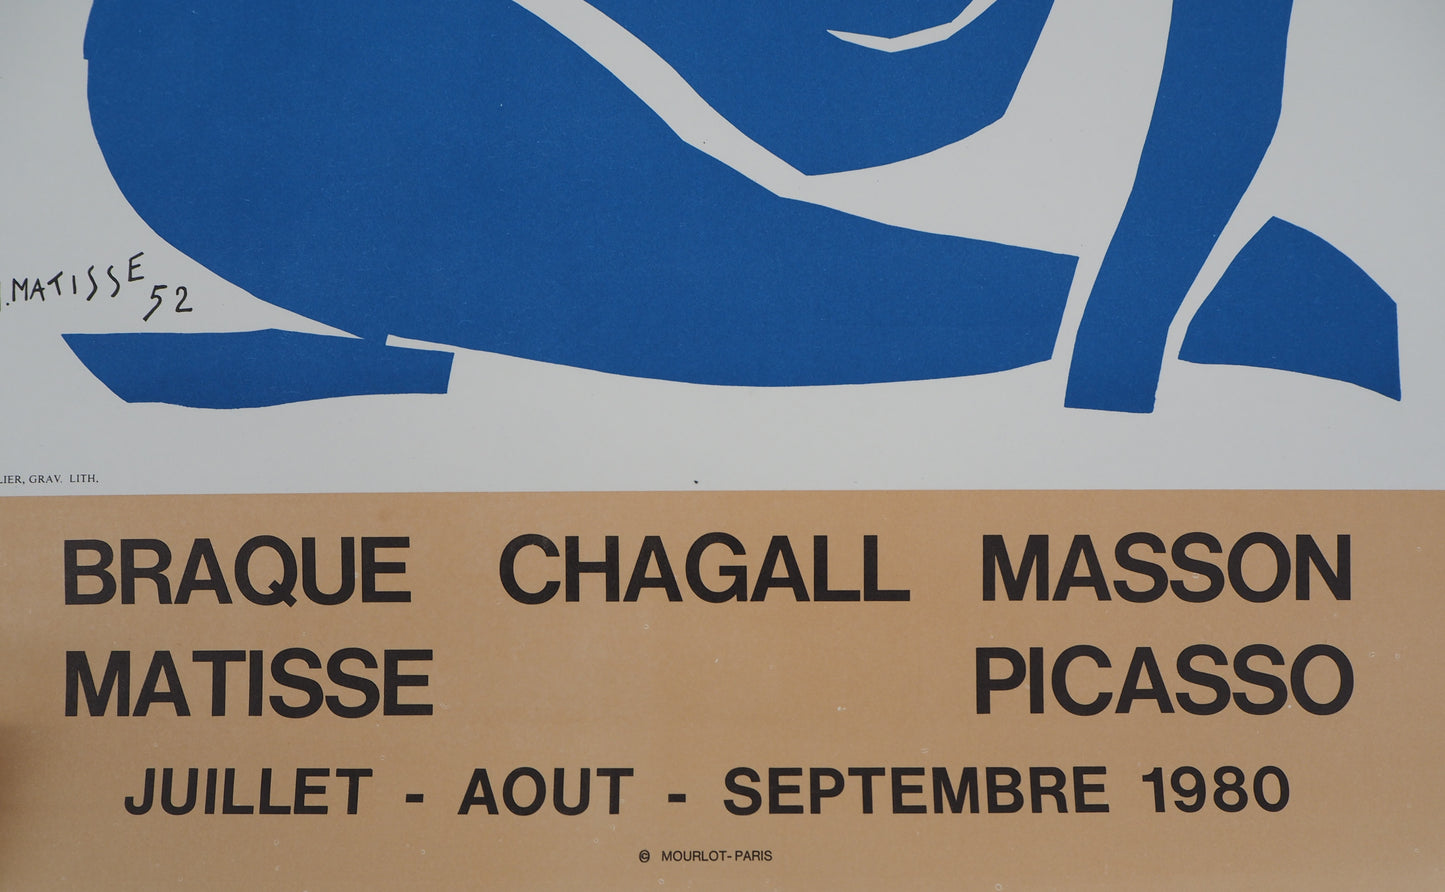 H.MATISSE
52
LIER, GRAV. LITH.
BRAQUE CHAGALL MASSON
MATISSE PICASSO
JUILLET - AOUT - SEPTEMBRE 1980
© MOURLOT-PARIS